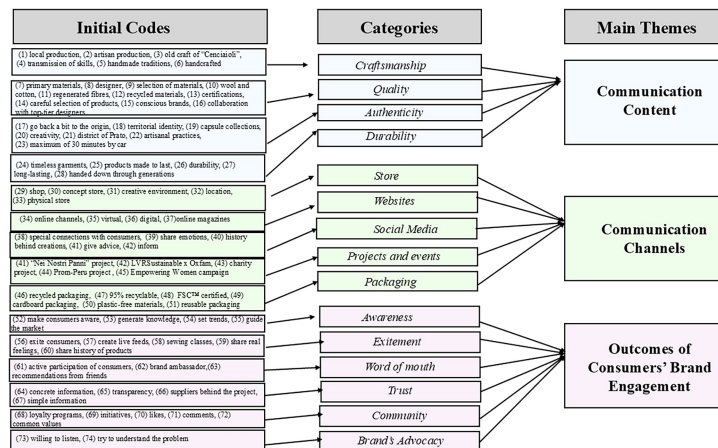 Initial Codes
Categories
Main Themes
(1) local production, (2) artisan production, (3) old craft of "Cenciaioli",
(4) transmission of skills, (5) handmade traditions, (6) handcrafted
(7) primary materials, (8) designer, (9) selection of materials, (10) wool and
cotton, (11) regenerated fibres, (12) recycled materials, (13) certifications,
(14) careful selection of products, (15) conscious brands, (16) collaboration
with top-tier designers
(17) go back a bit to the origin, (18) territorial identity, (19) capsule collections,
(20) creativity, (21) district of Prato, (22) artisanal practices,
(23) maximum of 30 minutes by car
(24) timeless garments, (25) products made to last, (26) durability, (27)
long-lasting, (28) handed down through generations
(29) shop, (30) concept store, (31) creative environment, (32) location,
(33) physical store
(34) online channels, (35) virtual, (36) digital, (37)online magazines
(38) special connections with consumers, (39) share emotions, (40) history
behind creations, (41) give advice, (42) inform
(41) "Nei Nostri Panni" project, (42) LVRSustainable x Oxfam, (43) charity
project, (44) Prom-Peru project , (45) Empowering Women campaign
(46) recycled packaging, (47) 95% recyclable, (48) FSC™ certified, (49)
cardboard packaging, (50) plastic-free materials, (51) reusable packaging
(52) make consumers aware, (53) generate knowledge, (54) set trends, (55) guide
the market
(56) exite consumers, (57) create live feeds, (58) sewing classes, (59) share real
feelings, (60) share history of products
(61) active participation of consumers, (62) brand ambassador,(63)
recommendations from friends
(64) concrete information, (65) transparency, (66) suppliers behind the project,
(67) simple information
(68) loyalty programs, (69) initiatives, (70) likes, (71) comments, (72)
common values
(73) willing to listen, (74) try to understand the problem
Craftsmanship
Quality
Authenticity
Durability
Store
Websites
Social Media
Projects and events
Packaging
Awareness
Exitement
Word of mouth
Trust
Community
Brand's Advocacy
Communication
Content
Communication
Channels
Outcomes of
Consumers' Brand
Engagement